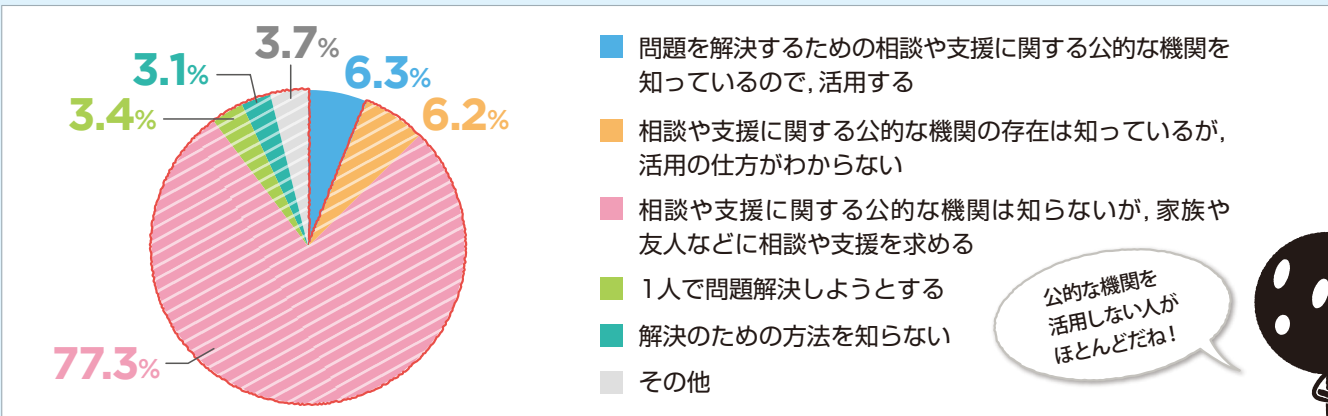 3.7%
3.1%
6.3%
3.4%
6.2%
77.3%
問題を解決するための相談や支援に関する公的な機関を
知っているので，活用する
相談や支援に関する公的な機関の存在は知っているが，
活用の仕方がわからない
相談や支援に関する公的な機関は知らないが，家族や
友人などに相談や支援を求める
1人で問題解決しようとする
解決のための方法を知らない
その他
公的な機関を
活用しない人が
ほとんどだね！